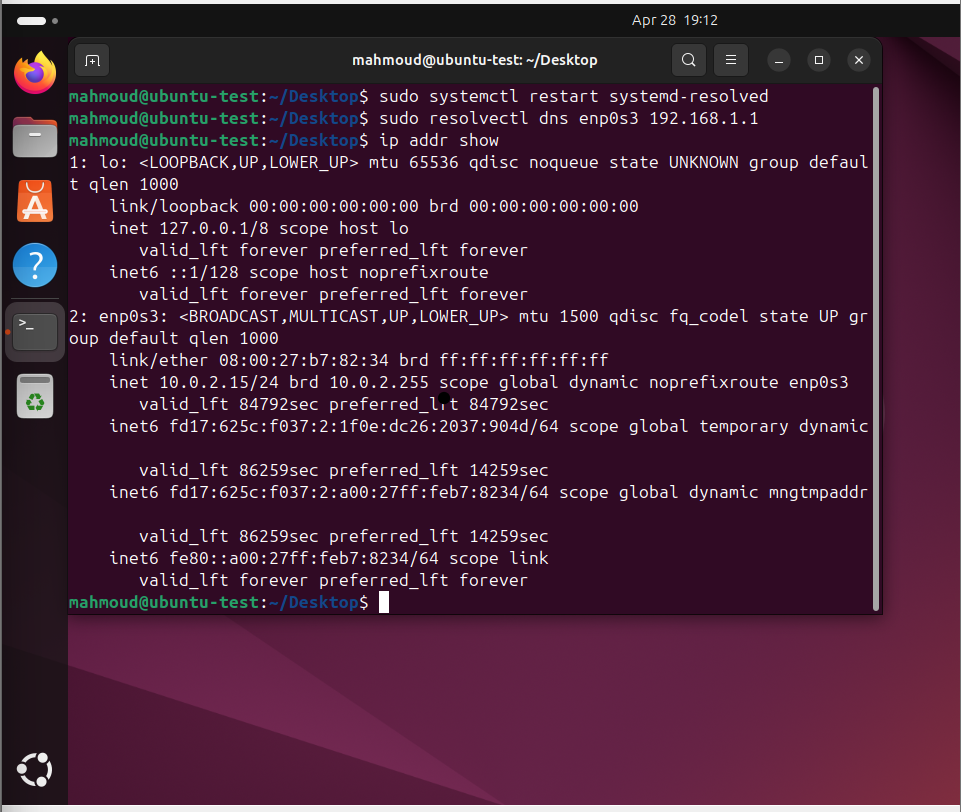 Apr 28 19:12
mahmoud@ubuntu-test: ~/Desktop
mahmoud@ubuntu-test:~/Desktop$ sudo systemctl restart systemd-resolved
mahmoud@ubuntu-test:~/Desktop$ sudo resolvectl dns enp0s3 192.168.1.1
mahmoud@ubuntu-test:~/Desktop$ ip addr show
1: lo: <LOOPBACK,UP,LOWER_UP> mtu 65536 qdisc noqueue state UNKNOWN group defaul
t qlen 1000
    link/loopback 00:00:00:00:00:00 brd 00:00:00:00:00:00
    inet 127.0.0.1/8 scope host lo
       valid_lft forever preferred_lft forever
    inet6 ::1/128 scope host noprefixroute
       valid_lft forever preferred_lft forever
2: enp0s3: <BROADCAST,MULTICAST,UP,LOWER_UP> mtu 1500 qdisc fq_codel state UP gr
oup default qlen 1000
    link/ether 08:00:27:b7:82:34 brd ff:ff:ff:ff:ff:ff
    inet 10.0.2.15/24 brd 10.0.2.255 scope global dynamic noprefixroute enp0s3
       valid_lft 84792sec preferred_lft 84792sec
    inet6 fd17:625c:f037:2:1f0e:dc26:2037:904d/64 scope global temporary dynamic
       valid_lft 86259sec preferred_lft 14259sec
    inet6 fd17:625c:f037:2:a00:27ff:feb7:8234/64 scope global dynamic mngtmpaddr
       valid_lft 86259sec preferred_lft 14259sec
    inet6 fe80::a00:27ff:feb7:8234/64 scope link
       valid_lft forever preferred_lft forever
mahmoud@ubuntu-test:~/Desktop$